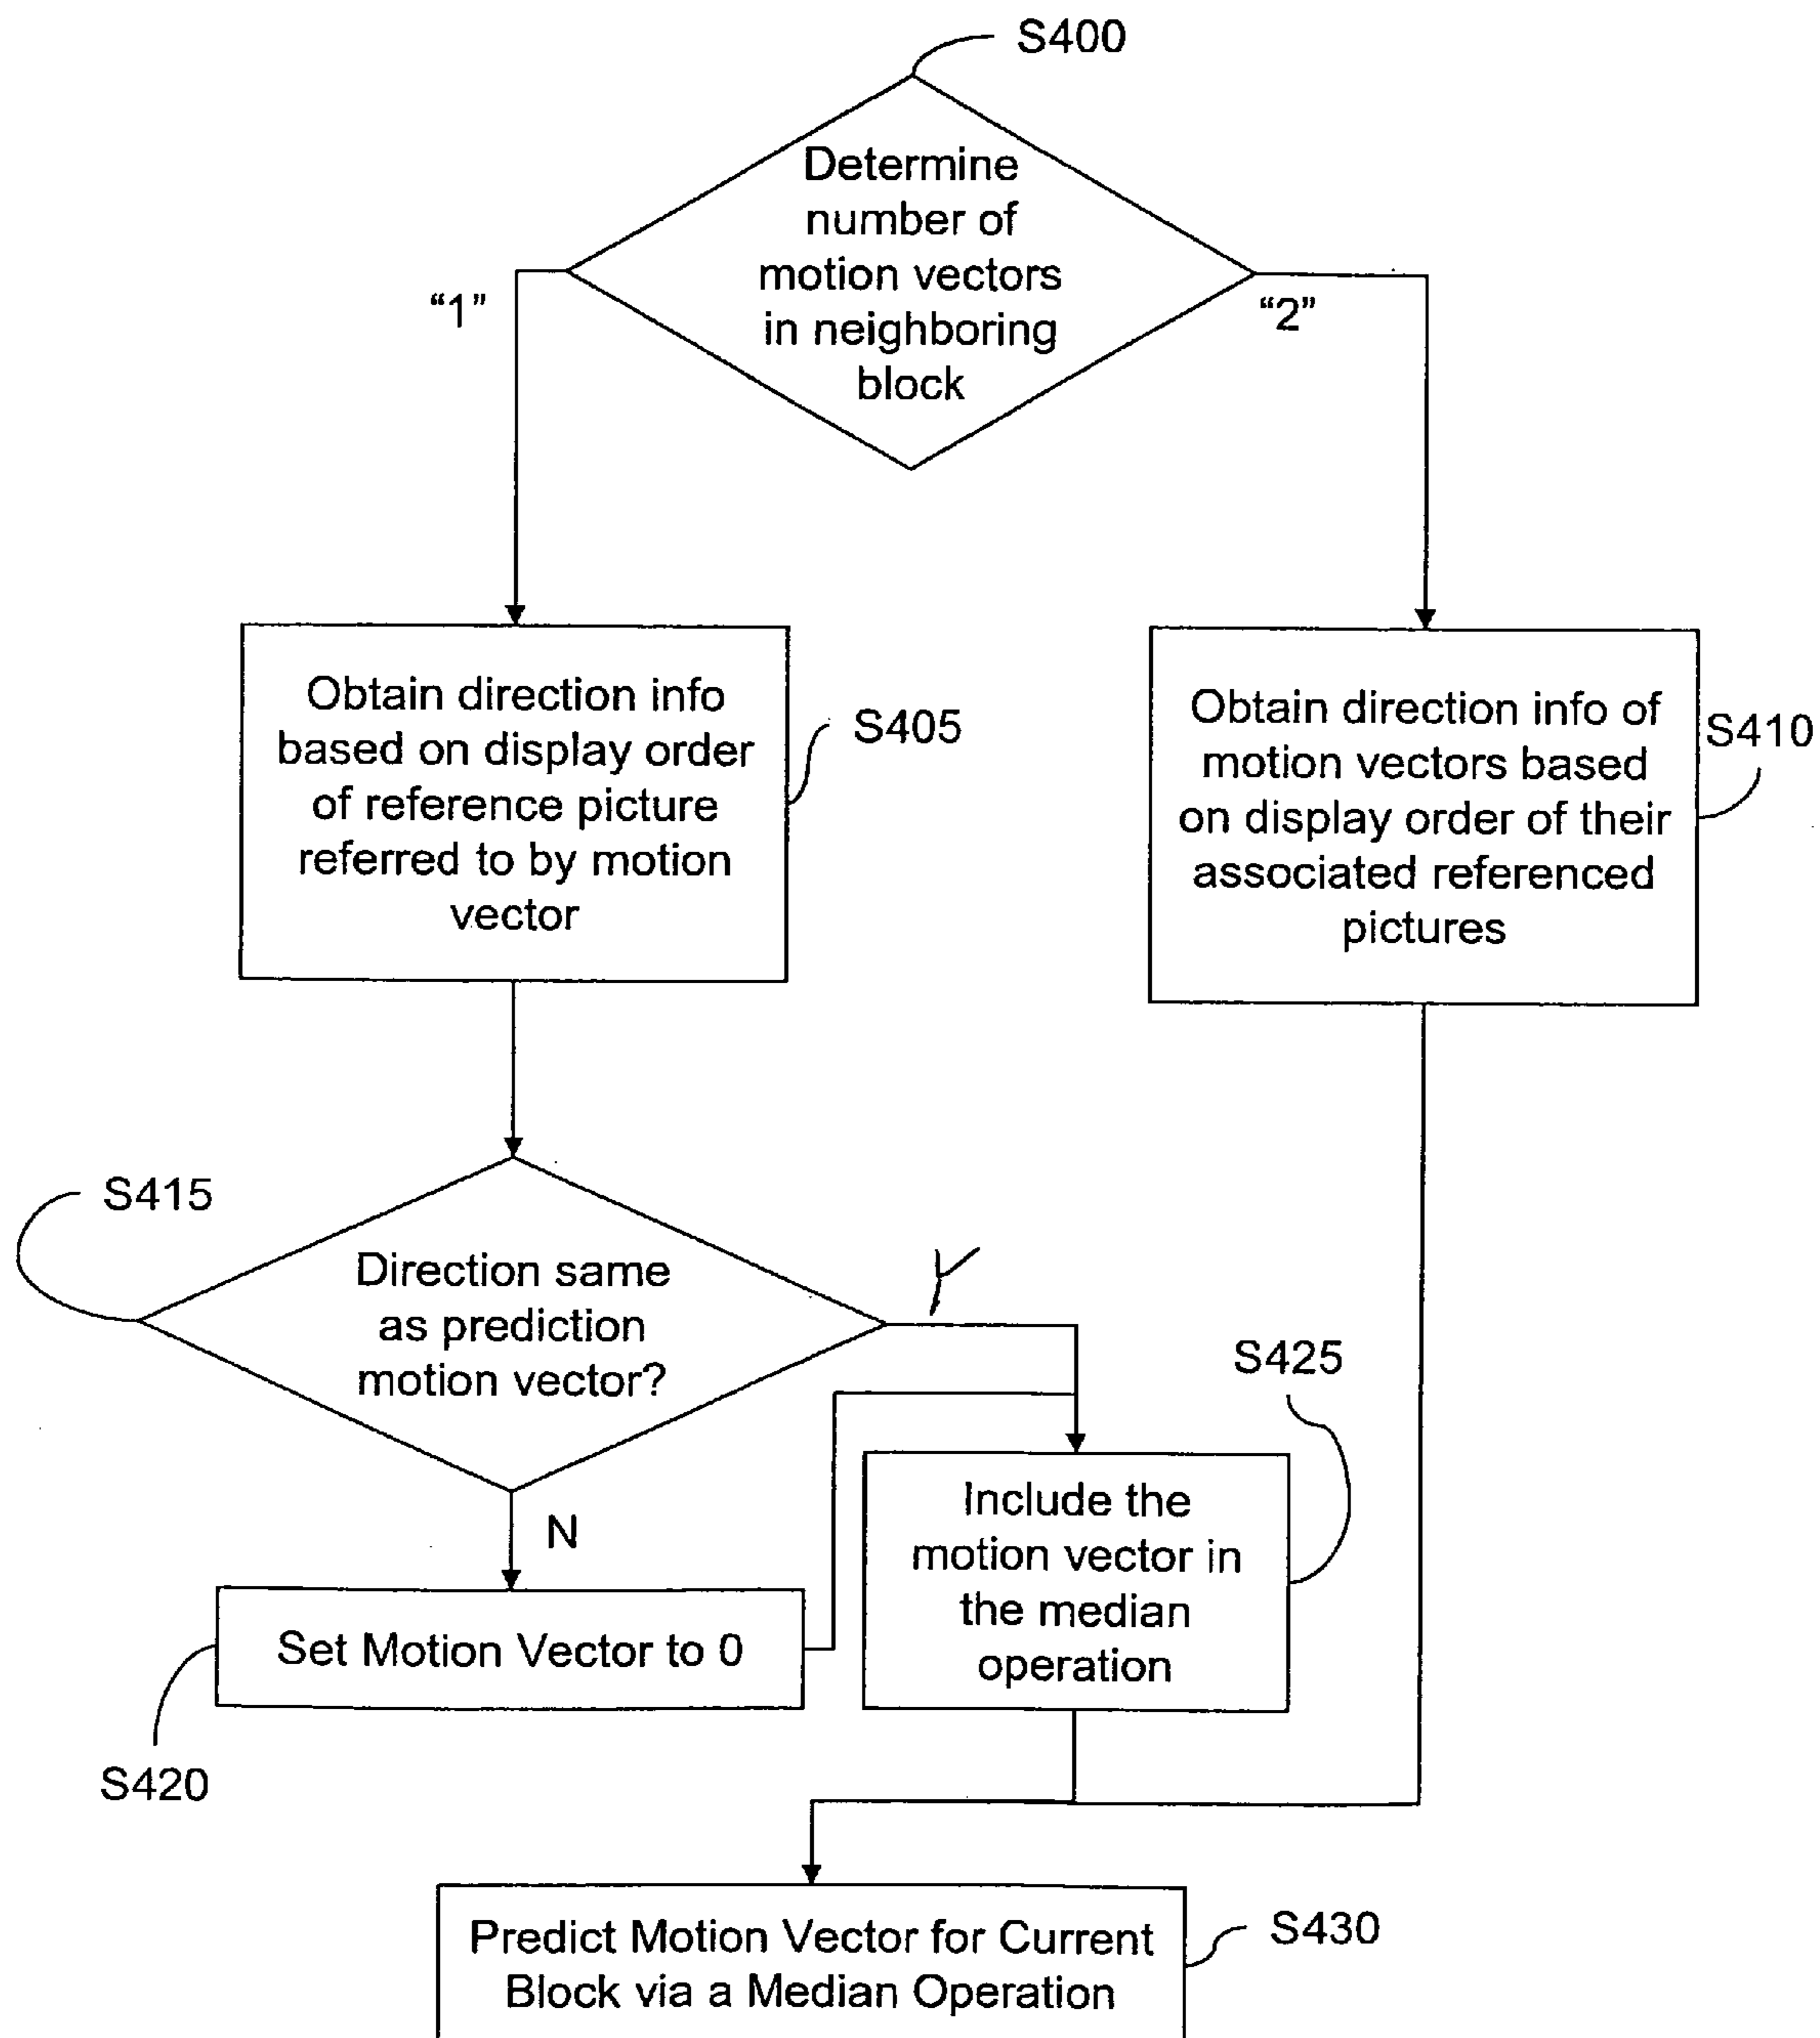 S400
Determine
number of
motion vectors
in neighboring
block
“1”
“2”
Obtain direction info
based on display order
of reference picture
referred to by motion
vector
S405
Obtain direction info of
motion vectors based
on display order of their
associated referenced
pictures
S410
S415
Direction same
as prediction
motion vector?
Y
N
S425
Include the
motion vector in
the median
operation
Set Motion Vector to 0
S420
Predict Motion Vector for Current
Block via a Median Operation
S430